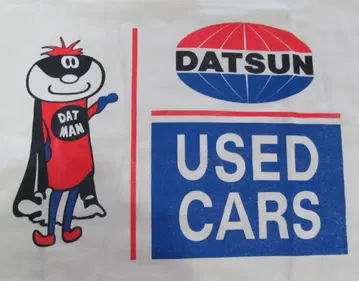 DAT
MAN
DATSUN
USED
CARS